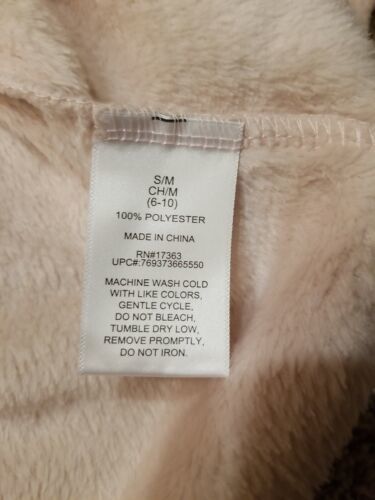 S/M
CH/M
(6-10)
100% POLYESTER
MADE IN CHINA
RN#17363
UPC#:769373665550
MACHINE WASH COLD
WITH LIKE COLORS,
GENTLE CYCLE,
DO NOT BLEACH,
TUMBLE DRY LOW,
REMOVE PROMPTLY,
DO NOT IRON.